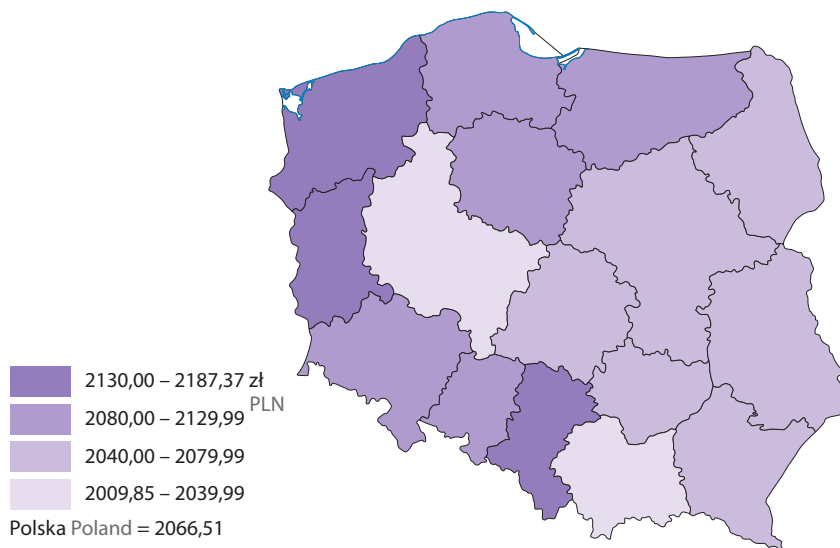 2130,00 – 2187,37 zł
PLN
2080,00 – 2129,99
2040,00 – 2079,99
2009,85 – 2039,99
Polska Poland = 2066,51